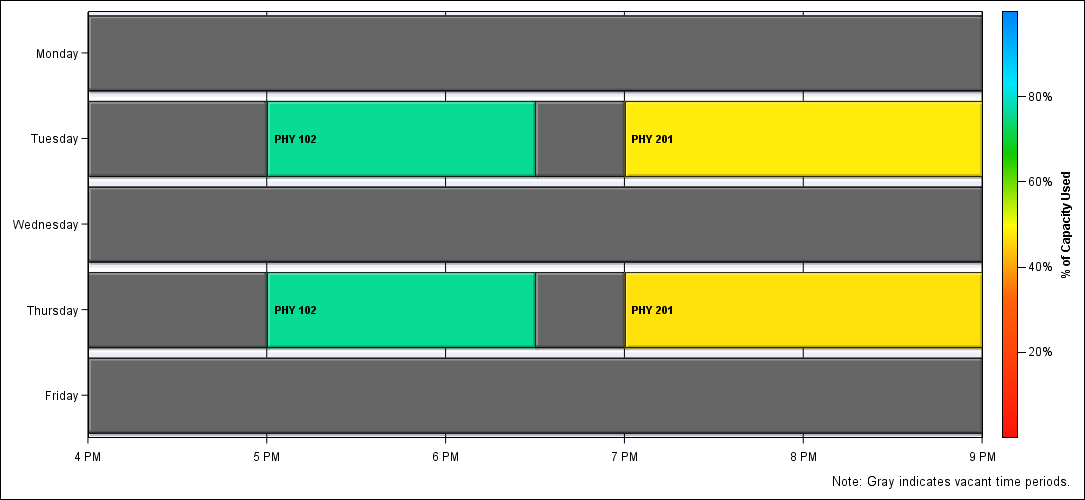 Monday
Tuesday
PHY 102
PHY 201
Wednesday
Thursday
PHY 102
PHY 201
Friday
4 PM 5 PM 6 PM 7 PM 8 PM 9 PM
80%
60%
40%
20%
% of Capacity Used
Note: Gray indicates vacant time periods.